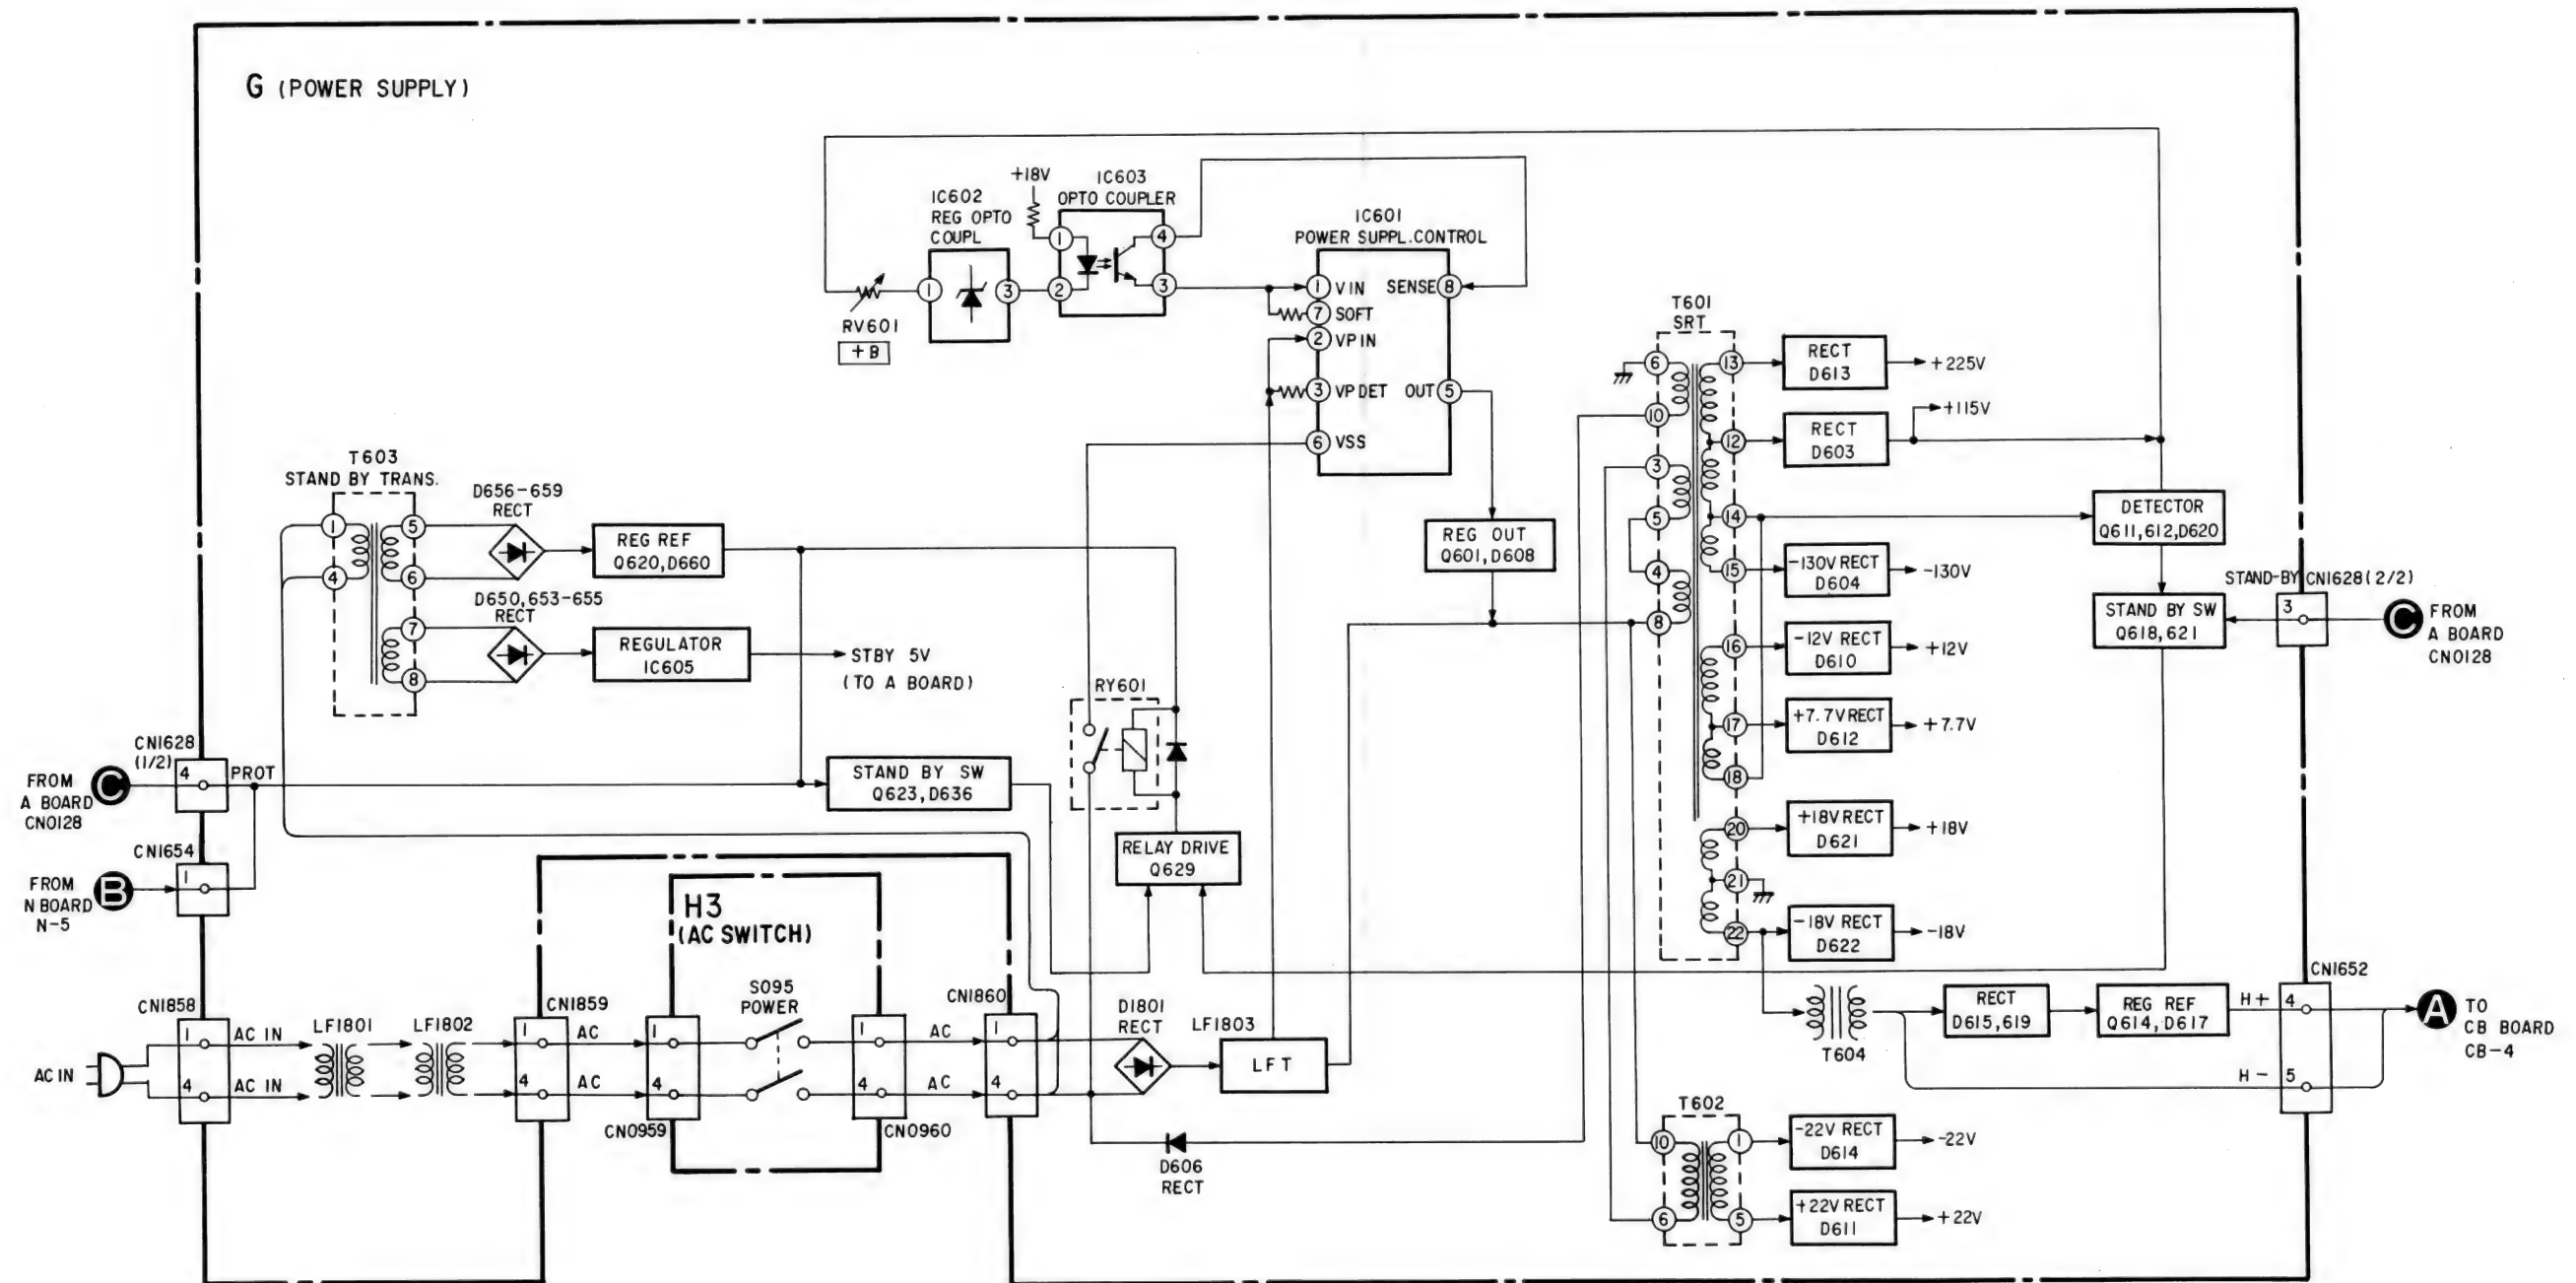 G (POWER SUPPLY)
IC602
REG OPTO
COUPL
1
3
RV601
+B
+18V
IC603
OPTO COUPLER
1
2
4
3
IC601
POWER SUPPL.CONTROL
1 VIN
SENSE 8
7 SOFT
2 VPIN
3 VPDET
OUT 5
6 VSS
T603
STAND BY TRANS.
1
4
5
6
7
8
D656-659
RECT
REG REF
Q620,D660
D650,653-655
RECT
REGULATOR
IC605
STBY 5V
(TO A BOARD)
REG OUT
Q601,D608
T601
SRT
6
10
3
5
4
8
13
12
14
15
16
17
18
20
21
22
RECT
D613
+225V
+115V
RECT
D603
-130V RECT
D604
-130V
-12V RECT
D610
+12V
+7.7V RECT
D612
+7.7V
+18V RECT
D621
+18V
-18V RECT
D622
-18V
DETECTOR
Q611,612,D620
STAND BY SW
Q618,621
STAND-BY CN1628(2/2)
3
C
FROM
A BOARD
CN0128
CN1628
(1/2)
4
PROT
FROM
A BOARD
CN0128
C
STAND BY SW
Q623,D636
RY601
RELAY DRIVE
Q629
CN1654
1
FROM
N BOARD
N-5
B
H3
(AC SWITCH)
CN1858
AC IN
1
4
AC IN
AC IN
LF1801
LF1802
CN1859
1
4
AC
AC
CN0959
1
4
S095
POWER
1
4
CN0960
AC
AC
CN1860
1
4
D1801
RECT
LF1803
LFT
D606
RECT
T604
RECT
D615,619
REG REF
Q614,D617
H+
H-
CN1652
4
5
A
TO
CB BOARD
CB-4
T602
10
6
1
5
-22V RECT
D614
-22V
+22V RECT
D611
+22V